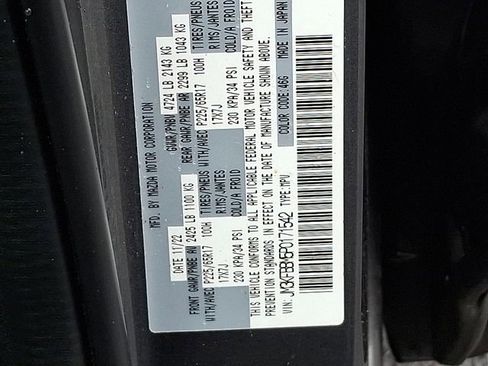 MFD. BY MAZDA MOTOR CORPORATION
DATE: 11/22 GVWR/PNBV 4724 LB 2143 KG
FRONT GAWR/PNBE AV 2425 LB 1100 KG REAR GAWR/PNBE AR 2299 LB 1043 KG
WITH/AVEC P225/65R17 100H TIRES/PNEUS WITH/AVEC P225/65R17 100H TIRES/PNEUS
17X7J RIMS/JANTES 17X7J RIMS/JANTES
230 KPA/34 PSI COLD/A FROID 230 KPA/34 PSI COLD/A FROID
THIS VEHICLE CONFORMS TO ALL APPLICABLE FEDERAL MOTOR VEHICLE SAFETY AND THEFT
PREVENTION STANDARDS IN EFFECT ON THE DATE OF MANUFACTURE SHOWN ABOVE.
COLOR CODE: 46G MADE IN JAPAN
VIN: TYPE: MPV